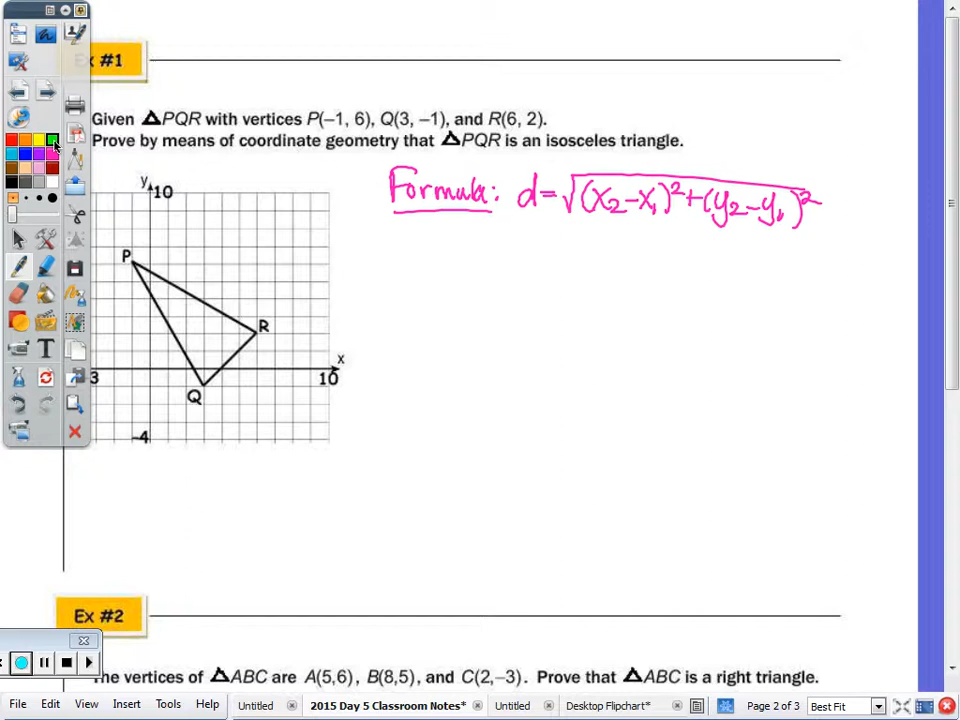 Ex #1
Given △PQR with vertices P(−1, 6), Q(3, −1), and R(6, 2).
Prove by means of coordinate geometry that △PQR is an isosceles triangle.
Formula: d=√(x₂−x₁)²+(y₂−y₁)²
y
10
P
R
x
3
10
Q
-4
Ex #2
The vertices of △ABC are A(5,6), B(8,5), and C(2,−3). Prove that △ABC is a right triangle.
File Edit View Insert Tools Help Untitled 2015 Day 5 Classroom Notes* Untitled Desktop Flipchart* Page 2 of 3 Best Fit